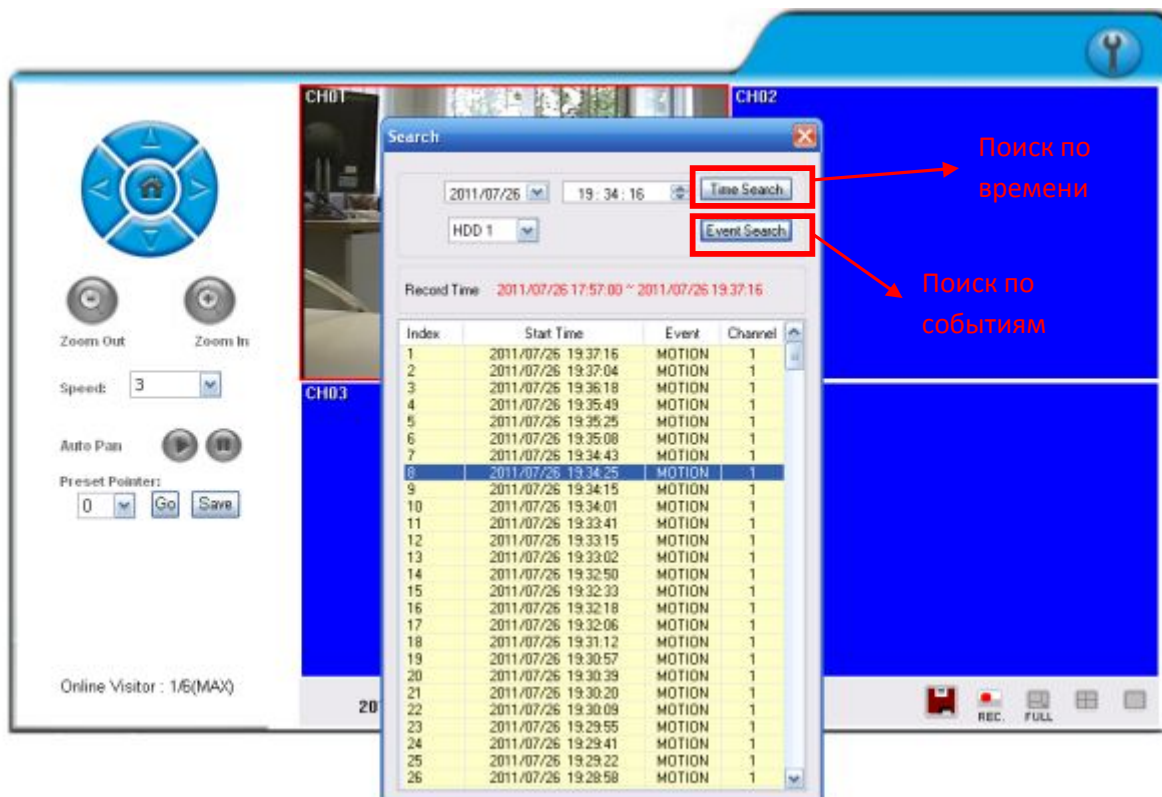 CH01
CH02
Search
2011/07/26 19:34:16 Time Search
HDD 1 Event Search
Поиск по
времени
Поиск по
событиям
Record Time 2011/07/26 17:57:00 ~ 2011/07/26 19:37:16
Index Start Time Event Channel
1 2011/07/26 19:37:16 MOTION 1
2 2011/07/26 19:37:04 MOTION 1
3 2011/07/26 19:36:18 MOTION 1
4 2011/07/26 19:35:49 MOTION 1
5 2011/07/26 19:35:25 MOTION 1
6 2011/07/26 19:35:08 MOTION 1
7 2011/07/26 19:34:43 MOTION 1
8 2011/07/26 19:34:25 MOTION 1
9 2011/07/26 19:34:15 MOTION 1
10 2011/07/26 19:34:01 MOTION 1
11 2011/07/26 19:33:41 MOTION 1
12 2011/07/26 19:33:15 MOTION 1
13 2011/07/26 19:33:02 MOTION 1
14 2011/07/26 19:32:50 MOTION 1
15 2011/07/26 19:32:33 MOTION 1
16 2011/07/26 19:32:18 MOTION 1
17 2011/07/26 19:32:06 MOTION 1
18 2011/07/26 19:31:12 MOTION 1
19 2011/07/26 19:30:57 MOTION 1
20 2011/07/26 19:30:39 MOTION 1
21 2011/07/26 19:30:20 MOTION 1
22 2011/07/26 19:30:09 MOTION 1
23 2011/07/26 19:29:55 MOTION 1
24 2011/07/26 19:29:41 MOTION 1
25 2011/07/26 19:29:22 MOTION 1
26 2011/07/26 19:28:58 MOTION 1
Zoom Out Zoom In
Speed: 3
Auto Pan
Preset Pointer:
0 Go Save
Online Visitor : 1/6(MAX)
CH03
20
REC. FULL